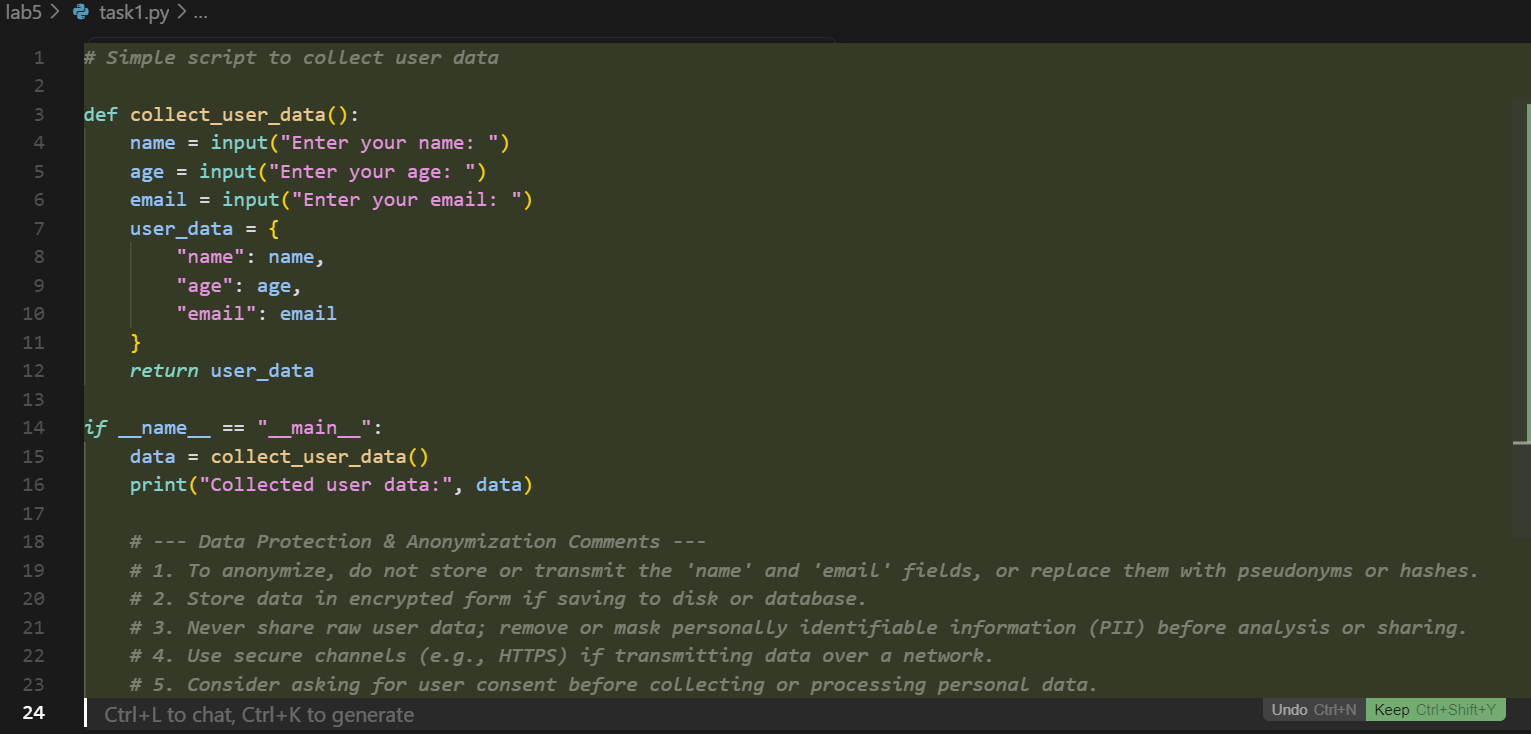 lab5 > task1.py > ...
1 # Simple script to collect user data
2
3 def collect_user_data():
4     name = input("Enter your name: ")
5     age = input("Enter your age: ")
6     email = input("Enter your email: ")
7     user_data = {
8         "name": name,
9         "age": age,
10         "email": email
11     }
12     return user_data
13
14 if __name__ == "__main__":
15     data = collect_user_data()
16     print("Collected user data:", data)
17
18     # --- Data Protection & Anonymization Comments ---
19     # 1. To anonymize, do not store or transmit the 'name' and 'email' fields, or replace them with pseudonyms or hashes.
20     # 2. Store data in encrypted form if saving to disk or database.
21     # 3. Never share raw user data; remove or mask personally identifiable information (PII) before analysis or sharing.
22     # 4. Use secure channels (e.g., HTTPS) if transmitting data over a network.
23     # 5. Consider asking for user consent before collecting or processing personal data.
24 Ctrl+L to chat, Ctrl+K to generate Undo Ctrl+N Keep Ctrl+Shift+Y